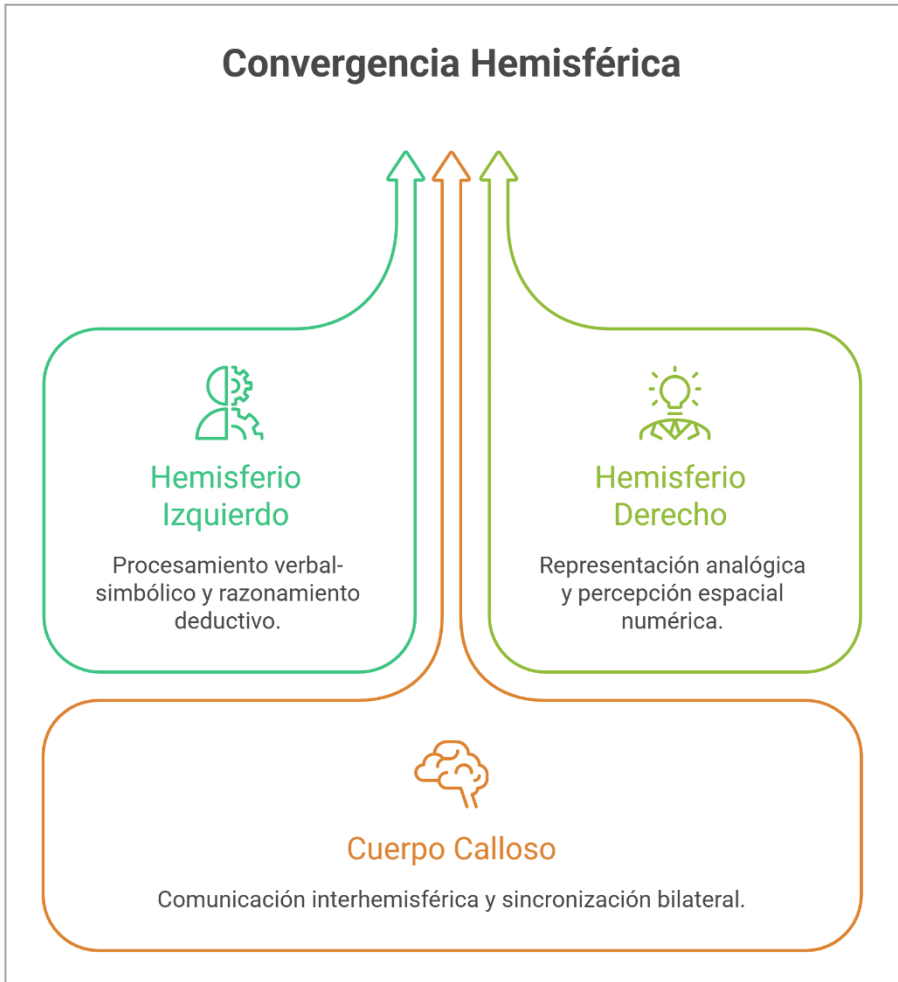 Convergencia Hemisférica
Hemisferio
Izquierdo
Procesamiento verbal-
simbólico y razonamiento
deductivo.
Hemisferio
Derecho
Representación analógica
y percepción espacial
numérica.
Cuerpo Calloso
Comunicación interhemisférica y sincronización bilateral.